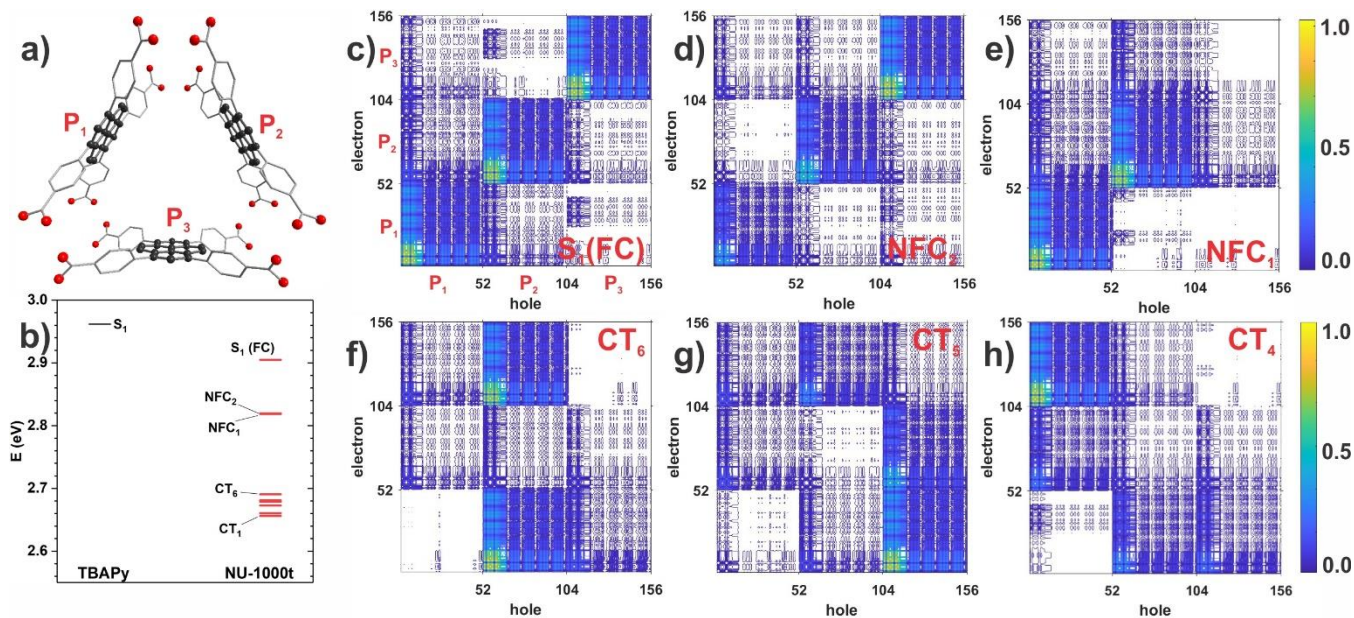 a)
P1
P2
P3
b)
3.0
2.9
2.8
2.7
2.6
E (eV)
S1
S1 (FC)
NFC2
NFC1
CT6
CT1
TBAPy
NU-1000t
c)
156
104
52
electron
P3
P2
P1
S1(FC)
P1
P2
P3
52
104
156
hole
d)
156
104
52
electron
NFC2
52
104
156
hole
e)
156
104
52
electron
NFC1
52
104
156
hole
1.0
0.5
0.0
f)
156
104
52
electron
CT6
52
104
156
hole
g)
156
104
52
electron
CT5
52
104
156
hole
h)
156
104
52
electron
CT4
52
104
156
hole
1.0
0.5
0.0